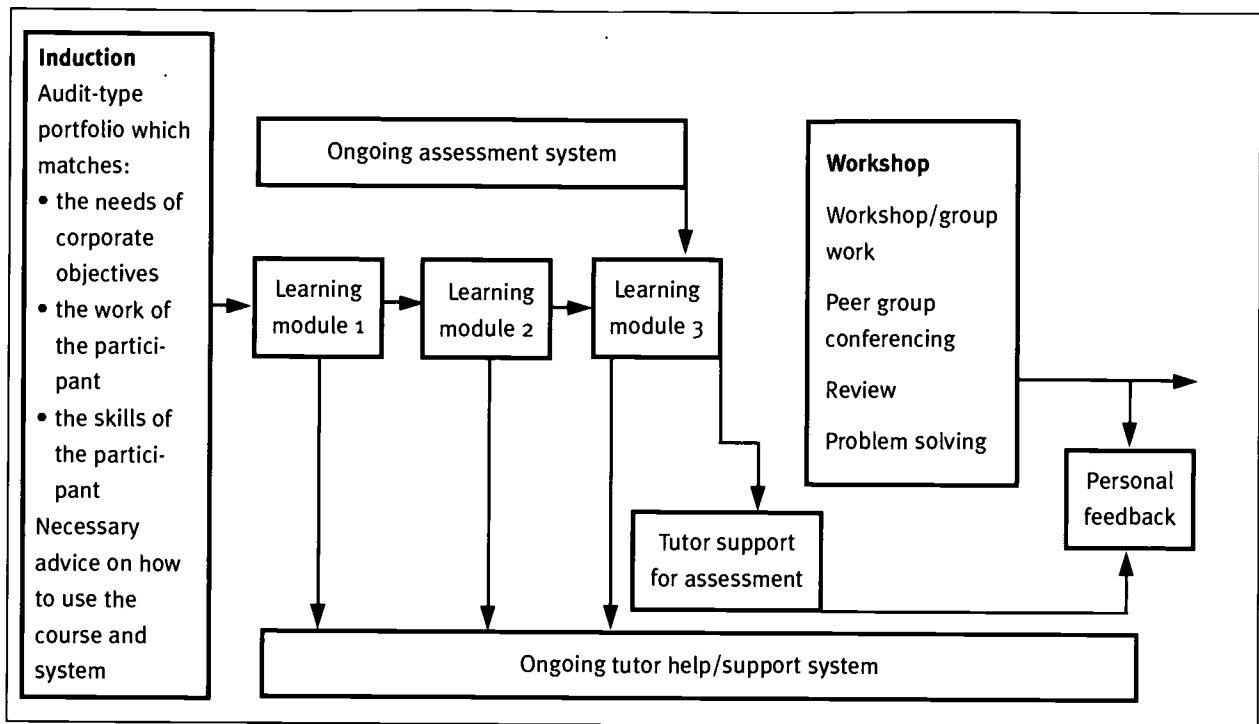 Induction
Audit-type
portfolio which
matches:
• the needs of
corporate
objectives
• the work of
the partici-
pant
• the skills of
the partici-
pant
Necessary
advice on how
to use the
course and
system
Ongoing assessment system
Learning
module 1
Learning
module 2
Learning
module 3
Tutor support
for assessment
Ongoing tutor help/support system
Workshop
Workshop/group
work
Peer group
conferencing
Review
Problem solving
Personal
feedback